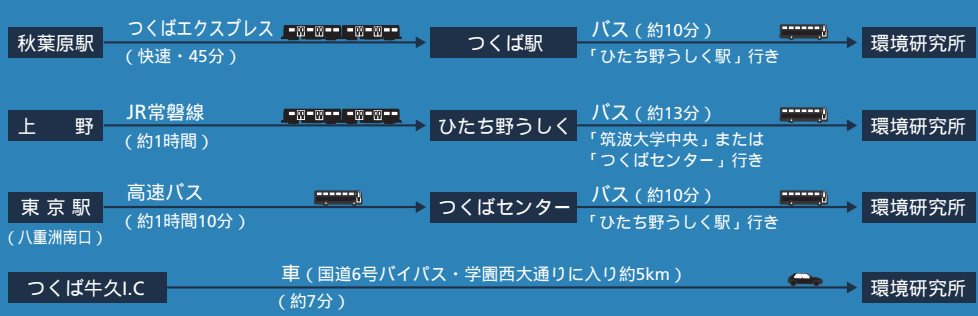 秋葉原駅 つくばエクスプレス つくば駅 バス(約10分) 環境研究所
(快速・45分) 「ひたち野うしく駅」行き
上 野 JR常磐線 ひたち野うしく バス(約13分) 環境研究所
(約1時間) 「筑波大学中央」または
「つくばセンター」行き
東 京 駅 高速バス つくばセンター バス(約10分) 環境研究所
(八重洲南口) (約1時間10分) 「ひたち野うしく駅」行き
つくば牛久I.C 車(国道6号バイパス・学園西大通りに入り約5km) 環境研究所
(約7分)